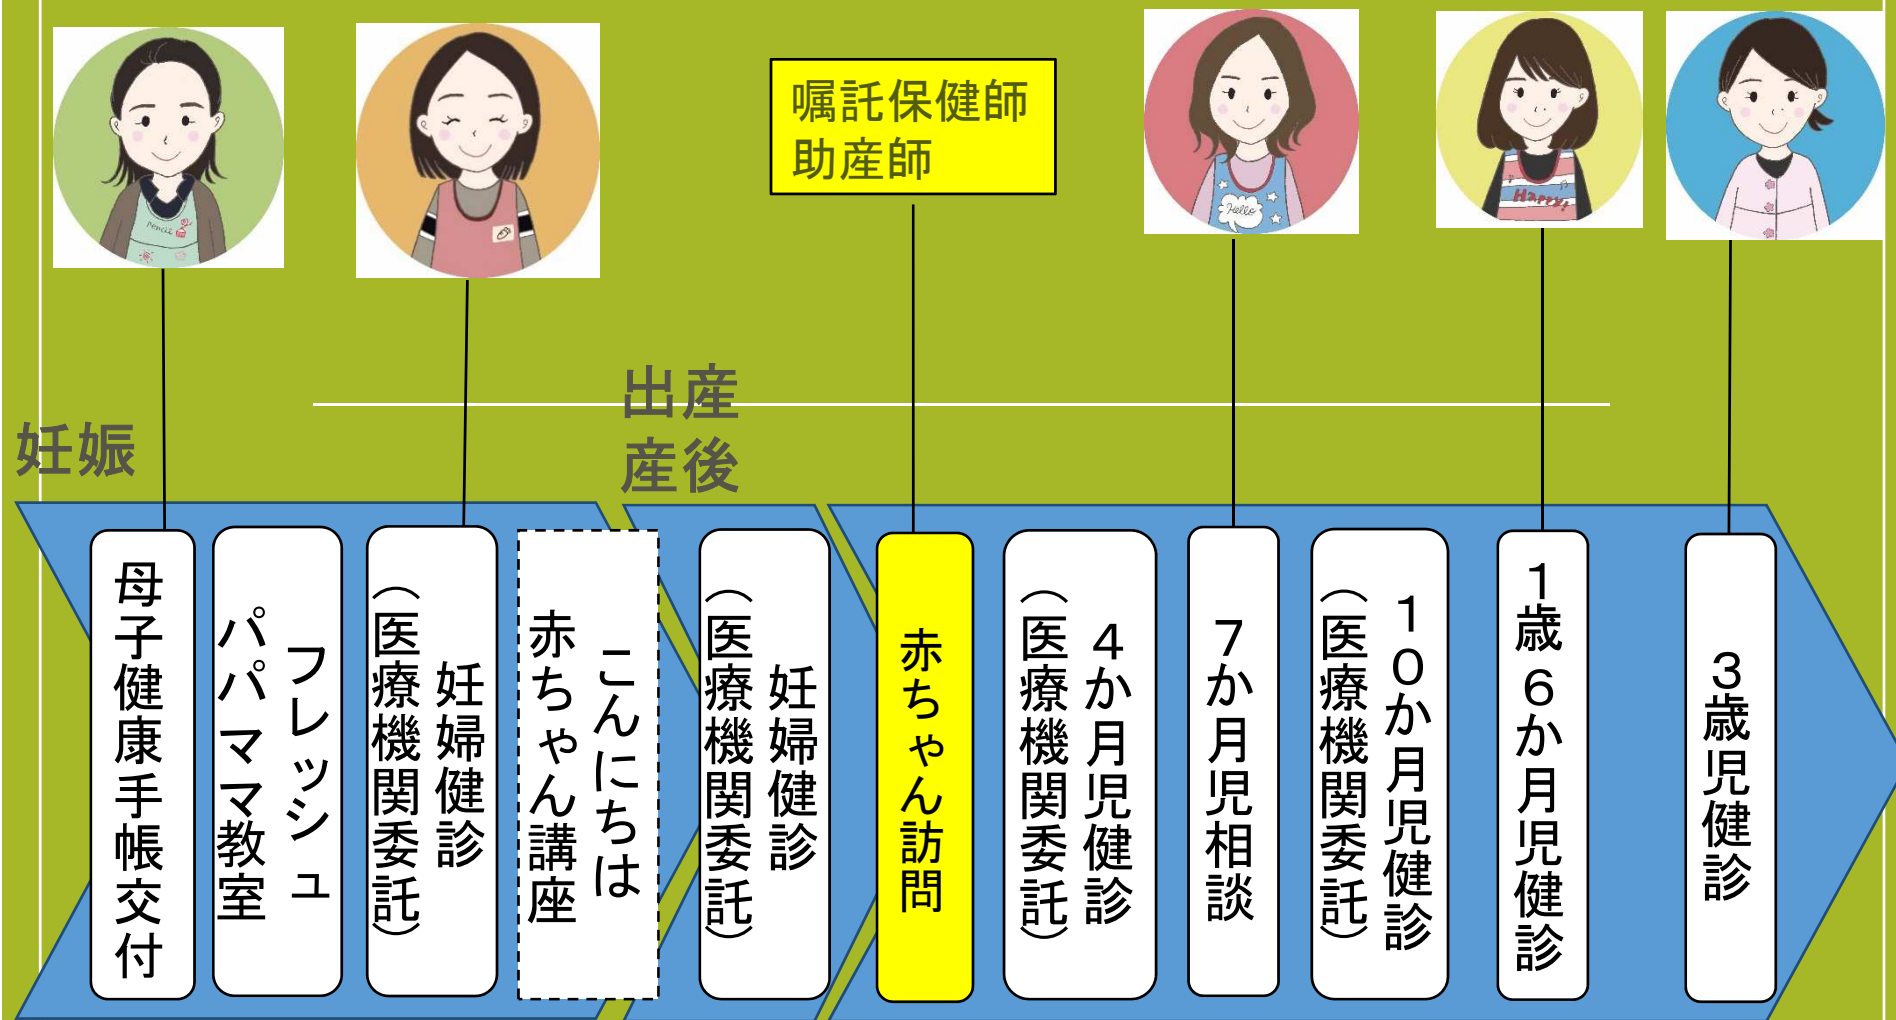 嘱託保健師
助産師
妊娠
出産
産後
母子健康手帳交付
フレッシュ
パパママ教室
妊婦健診
（医療機関委託）
こんにちは
赤ちゃん講座
妊婦健診
（医療機関委託）
赤ちゃん訪問
４か月児健診
（医療機関委託）
７か月児相談
１０か月児健診
（医療機関委託）
１歳６か月児健診
３歳児健診
Hello
Happy!